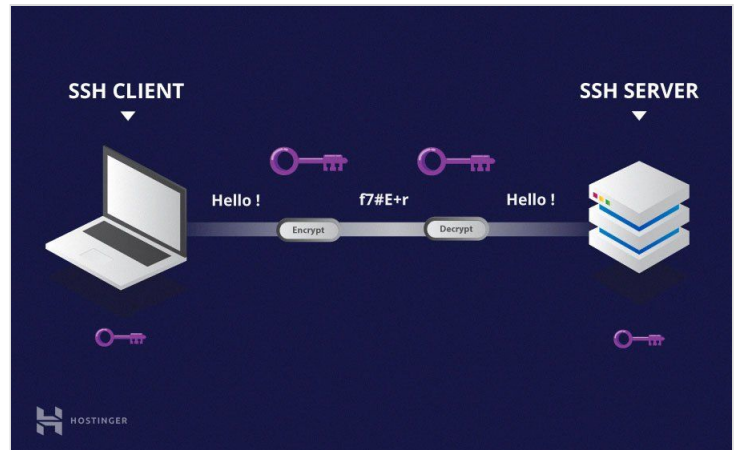 SSH CLIENT
SSH SERVER
Hello !
f7#E+r
Hello !
Encrypt
Decrypt
HOSTINGER